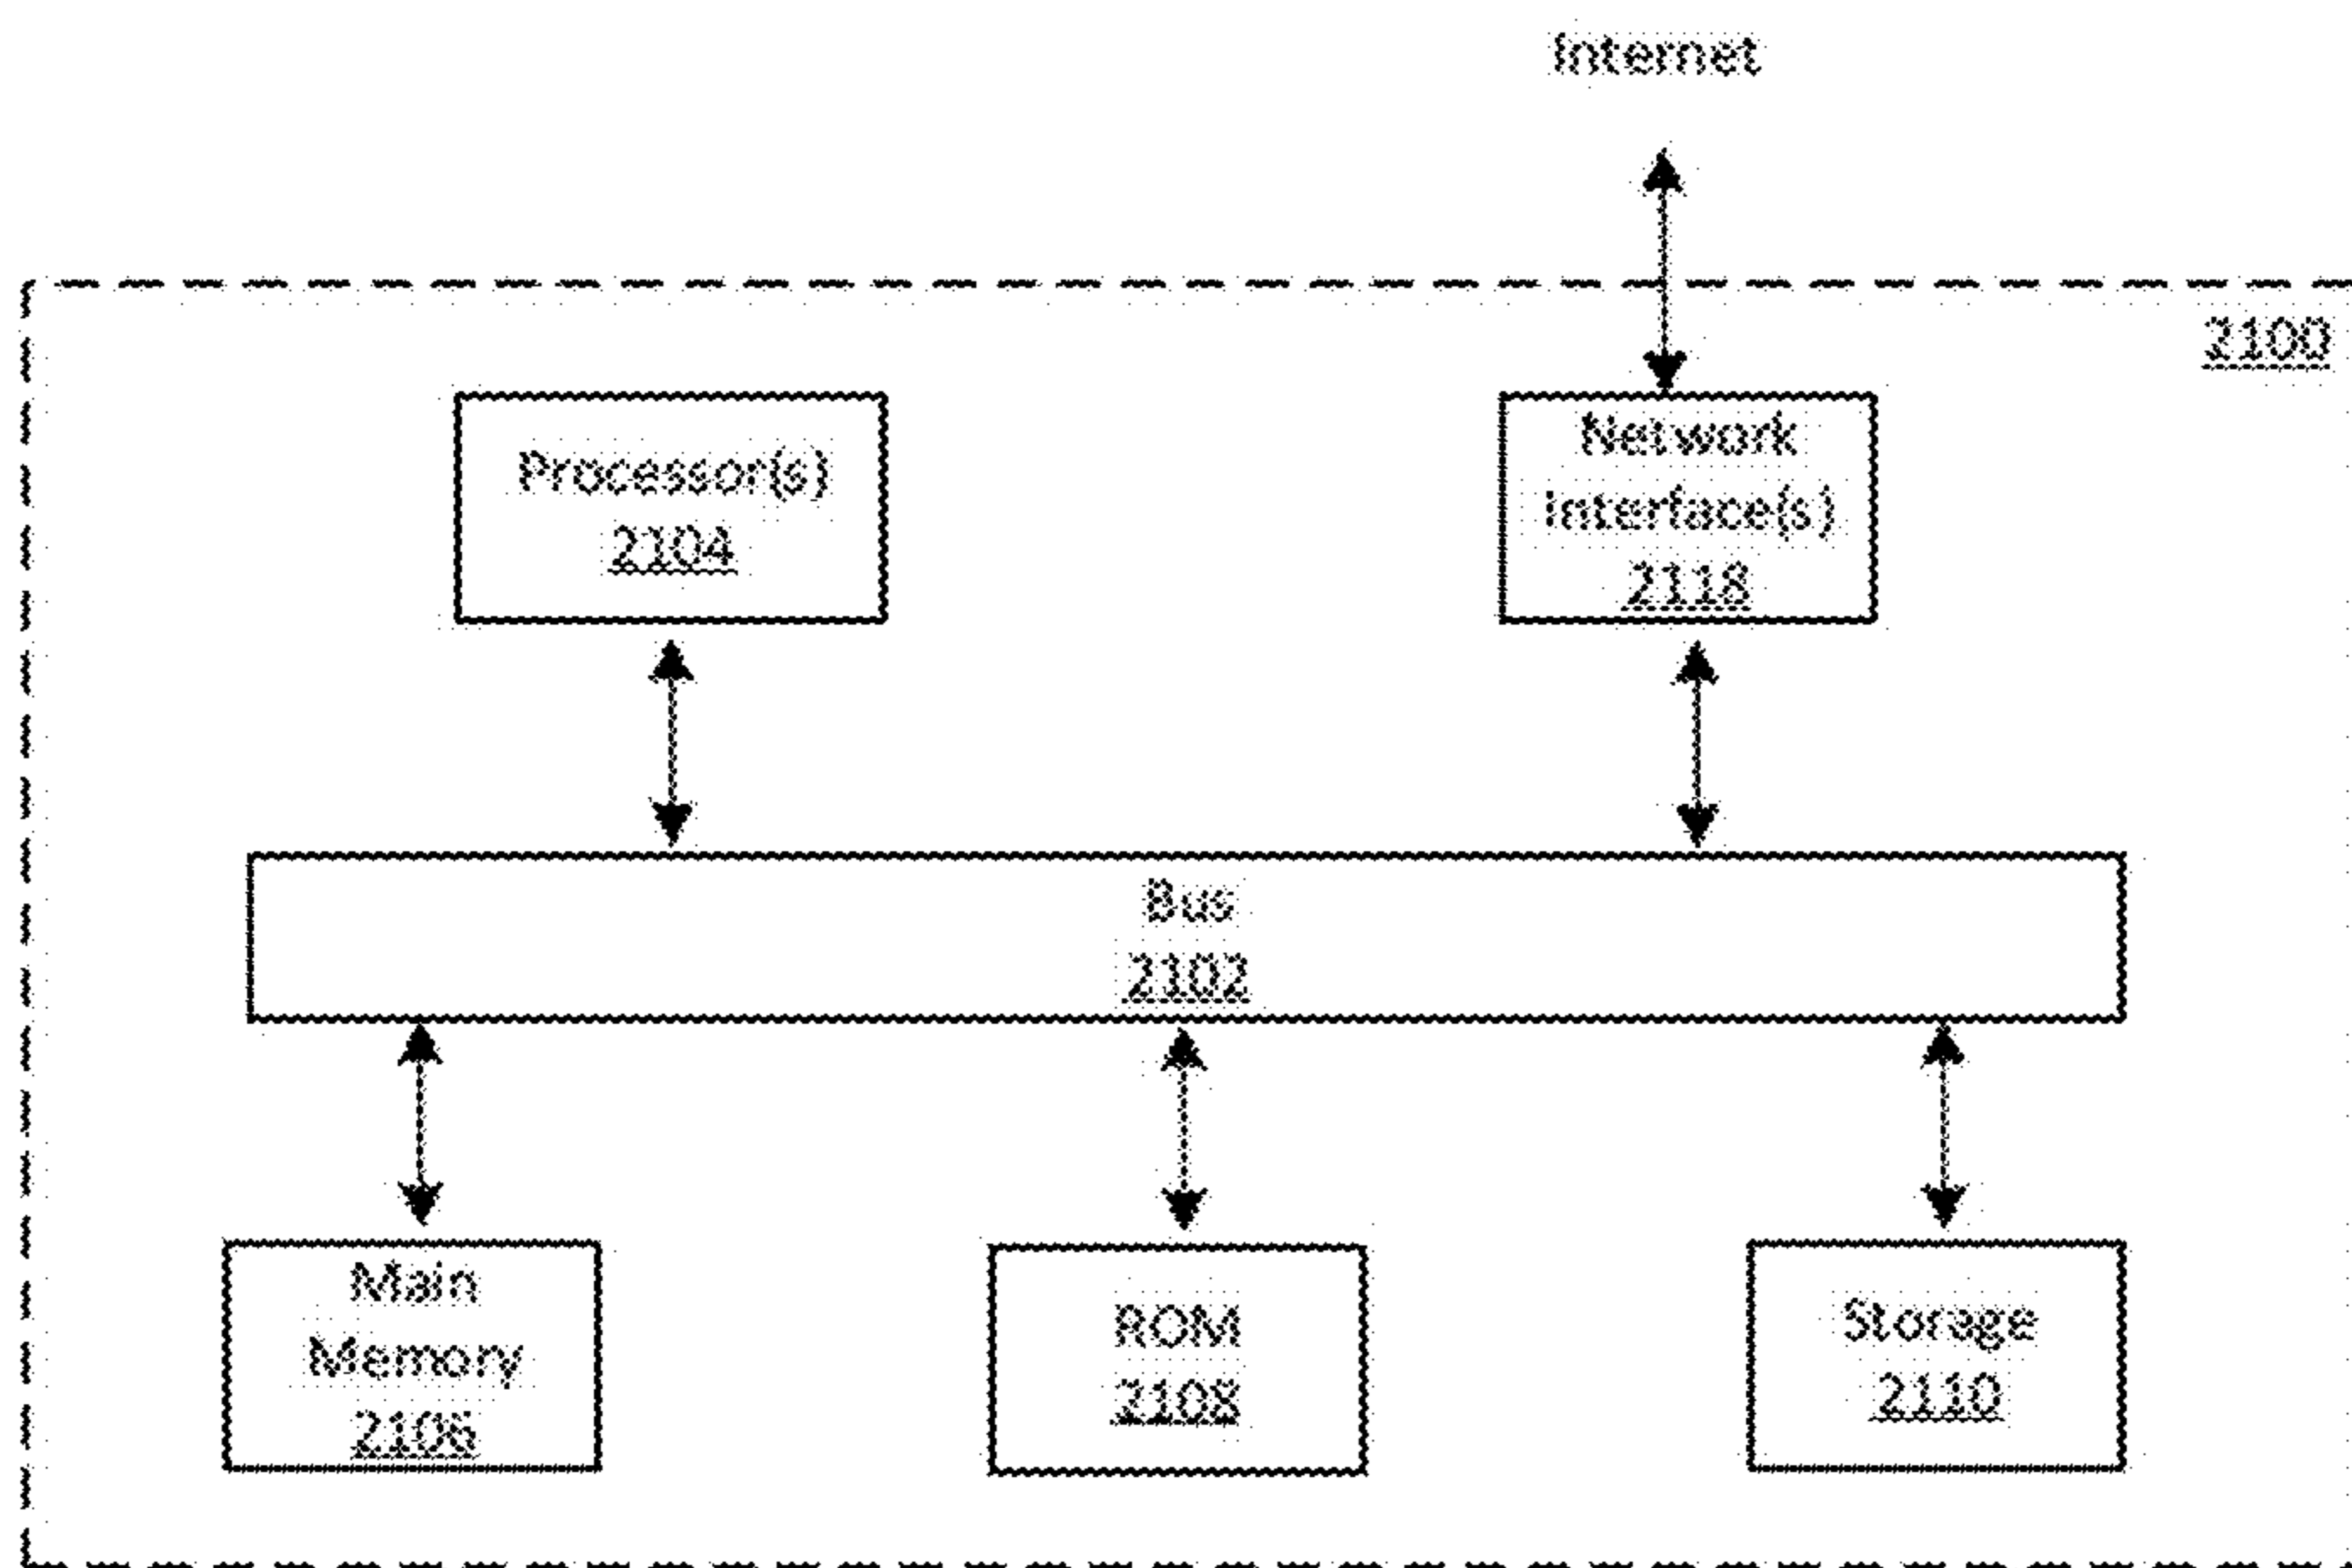 Internet
2100
Processor(s)
2104
Network
Interface(s)
2118
Bus
2102
Main
Memory
2106
ROM
2108
Storage
2110